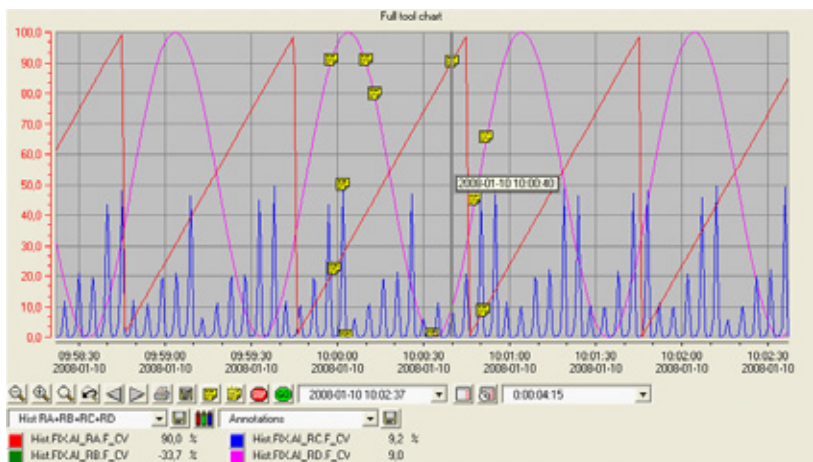 Full tool chart
100,0
90,0
80,0
70,0
60,0
50,0
40,0
30,0
20,0
10,0
0,0
2008-01-10 10:00:40
09:58:30 09:59:00 09:59:30 10:00:00 10:00:30 10:01:00 10:01:30 10:02:00 10:02:30
2008-01-10 2008-01-10 2008-01-10 2008-01-10 2008-01-10 2008-01-10 2008-01-10 2008-01-10 2008-01-10
2008-01-10 10:02:37 0:00:04:15
Hist RA+RB+RC+RD Annotations
Hist.FIX.AI_RA.F_CV 90,0 % Hist.FIX.AI_RC.F_CV 9,2 %
Hist.FIX.AI_RB.F_CV -33,7 % Hist.FIX.AI_RD.F_CV 9,0